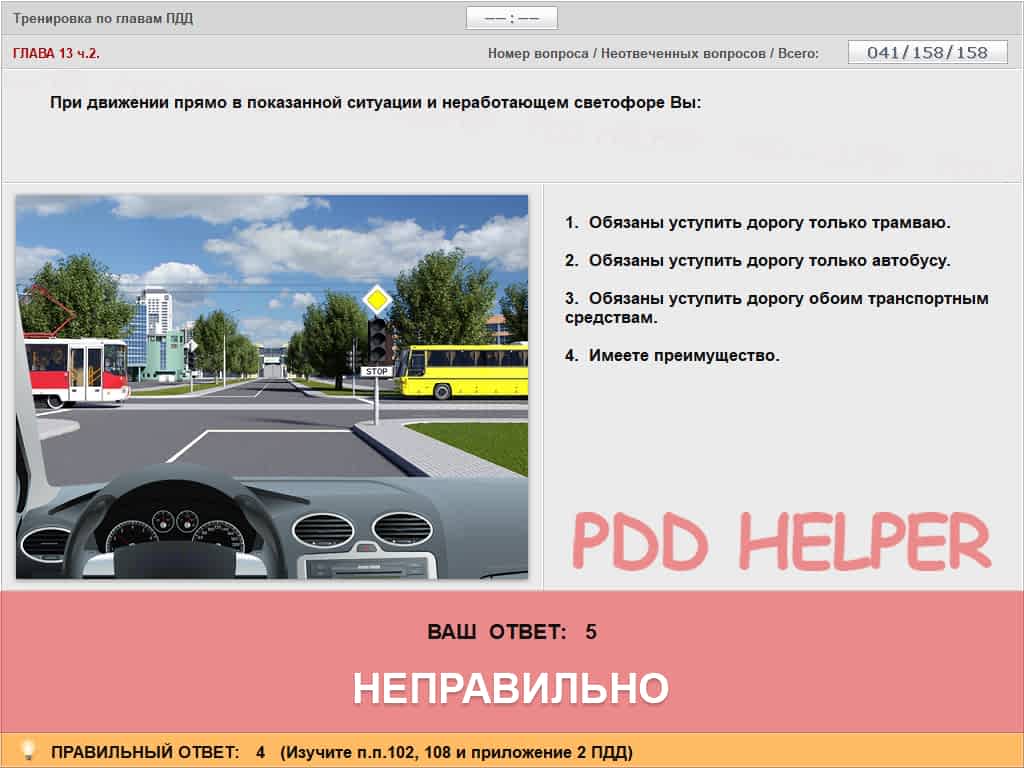 Тренировка по главам ПДД
—— : ——
ГЛАВА 13 ч.2.
Номер вопроса / Неотвеченных вопросов / Всего:
041/158/158
При движении прямо в показанной ситуации и неработающем светофоре Вы:
STOP
1. Обязаны уступить дорогу только трамваю.
2. Обязаны уступить дорогу только автобусу.
3. Обязаны уступить дорогу обоим транспортным
средствам.
4. Имеете преимущество.
PDD HELPER
ВАШ ОТВЕТ: 5
НЕПРАВИЛЬНО
ПРАВИЛЬНЫЙ ОТВЕТ: 4 (Изучите п.п.102, 108 и приложение 2 ПДД)